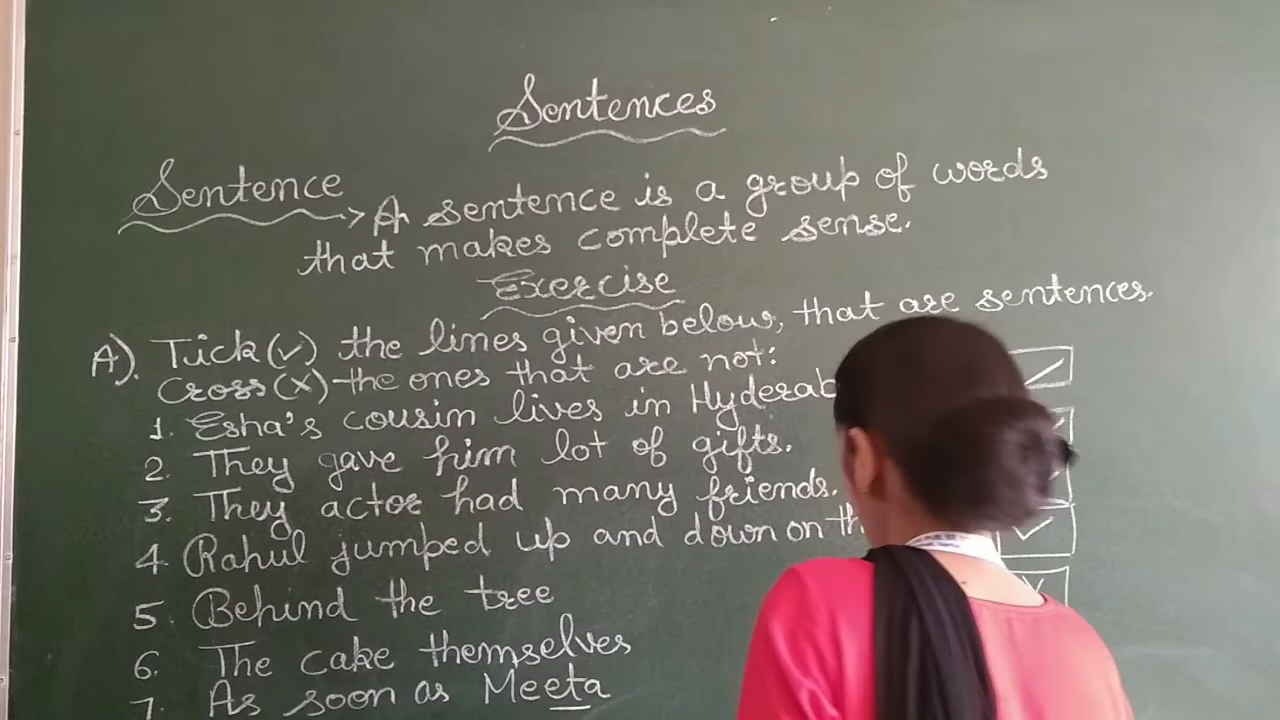 Sentences
Sentence > A sentence is a group of words
that makes complete sense.
Exercise
A). Tick (✓) the lines given below, that are sentences.
Cross (X) the ones that are not:
1. Esha's cousin lives in Hyderab
2. They gave him lot of gifts.
3. They actor had many friends.
4. Rahul jumped up and down on th
5. Behind the tree
6. The cake themselves
7. As soon as Meeta